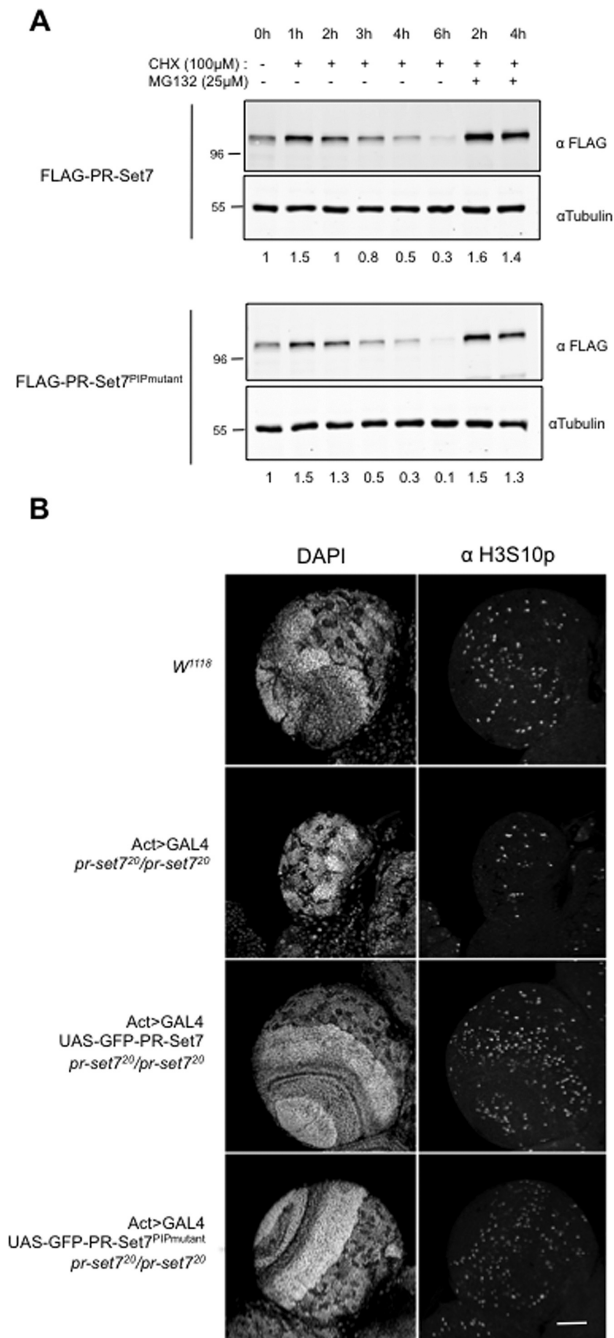 A
0h 1h 2h 3h 4h 6h 2h 4h
CHX (100µM) : - + + + + + + +
MG132 (25µM) - - - - - - + +
FLAG-PR-Set7
96
α FLAG
55
αTubulin
1 1.5 1 0.8 0.5 0.3 1.6 1.4
FLAG-PR-Set7PIPmutant
96
α FLAG
55
αTubulin
1 1.5 1.3 0.5 0.3 0.1 1.5 1.3
B
DAPI α H3S10p
W1118
Act>GAL4
pr-set720/pr-set720
Act>GAL4
UAS-GFP-PR-Set7
pr-set720/pr-set720
Act>GAL4
UAS-GFP-PR-Set7PIPmutant
pr-set720/pr-set720